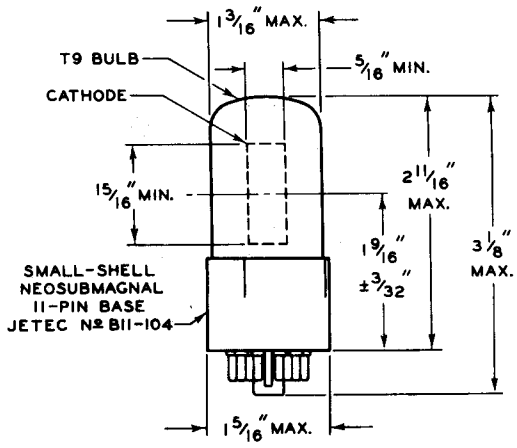 1 3/16" MAX.
T9 BULB
5/16" MIN.
CATHODE
15/16" MIN.
2 11/16"
MAX.
1 9/16"
±3/32"
3 1/8"
MAX.
SMALL-SHELL
NEOSUBMAGNAL
11-PIN BASE
JETEC Nº B11-104
1 5/16" MAX.